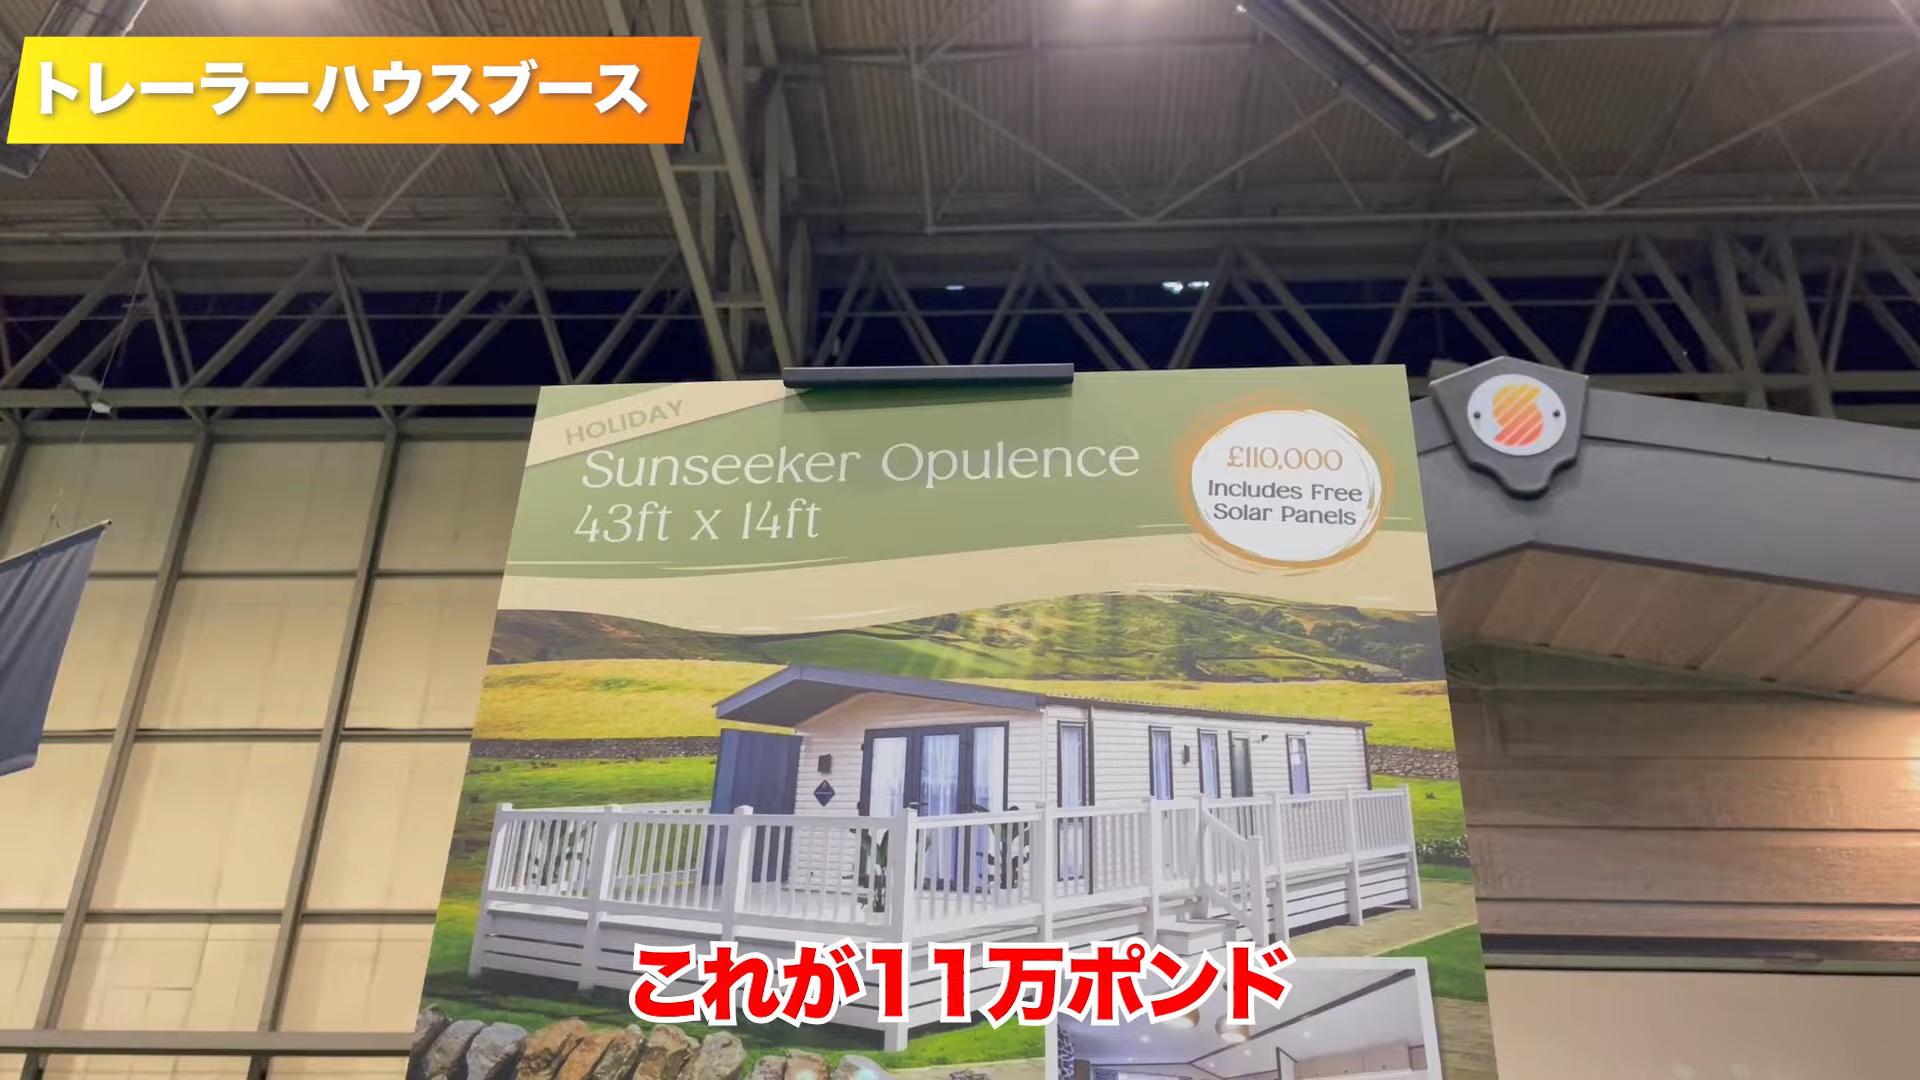 トレーラーハウスブース
HOLIDAY
Sunseeker Opulence
43ft x 14ft
£110,000
Includes Free
Solar Panels
これが11万ポンド